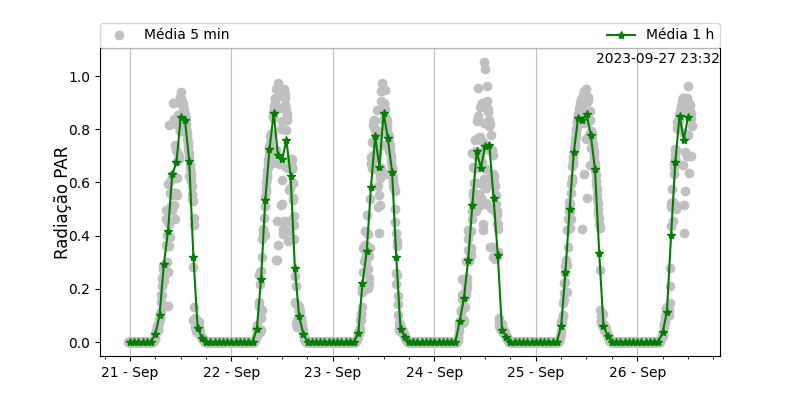 Média 5 min
Média 1 h
2023-09-27 23:32
Radiação PAR
1.0
0.8
0.6
0.4
0.2
0.0
21 - Sep
22 - Sep
23 - Sep
24 - Sep
25 - Sep
26 - Sep